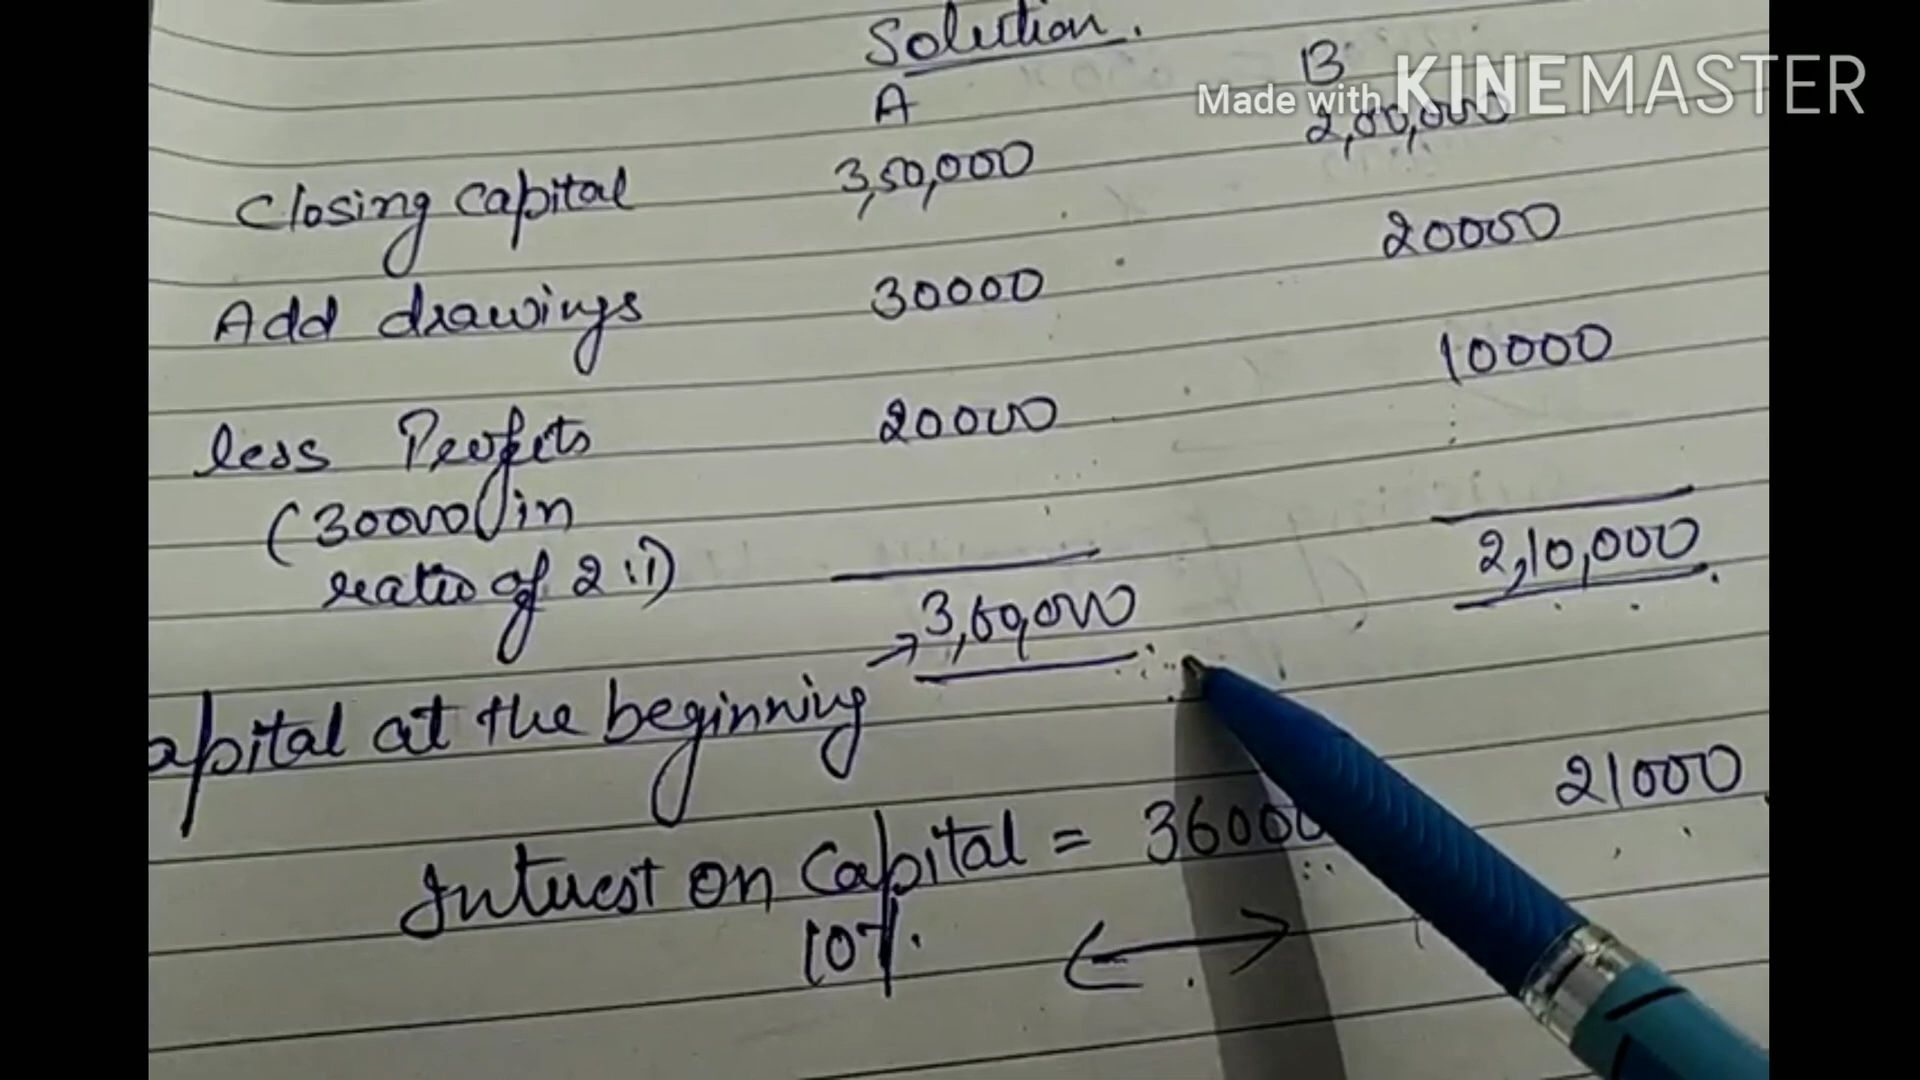 Solution.
A B
Made with KINEMASTER
Closing Capital 3,50,000 2,00,000
Add drawings 30000 20000
less Profits 20000 10000
(30000 in
ratio of 2:1)
3,60,000 2,10,000
apital at the beginning →
Interest on Capital = 36000 21000
10%.